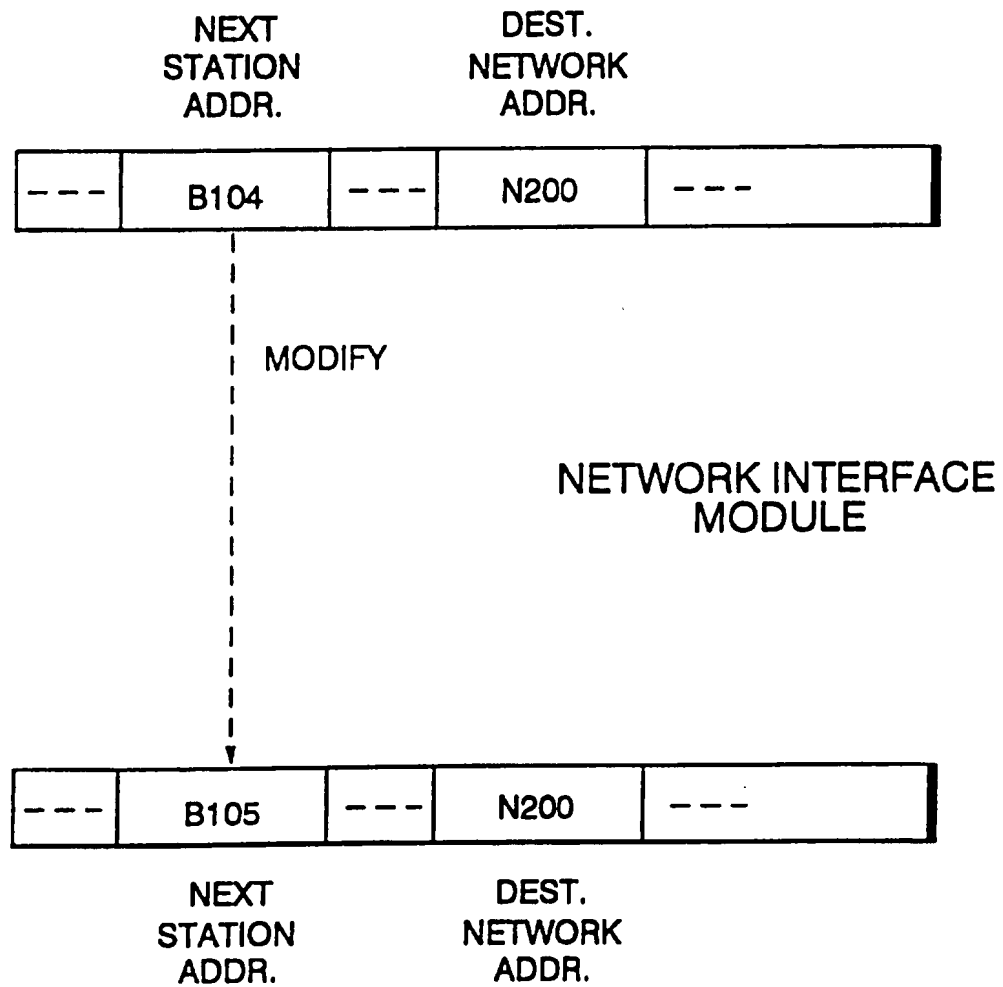 NEXT
STATION
ADDR.
DEST.
NETWORK
ADDR.
--- B104 --- N200 ---
MODIFY
NETWORK INTERFACE
MODULE
--- B105 --- N200 ---
NEXT
STATION
ADDR.
DEST.
NETWORK
ADDR.